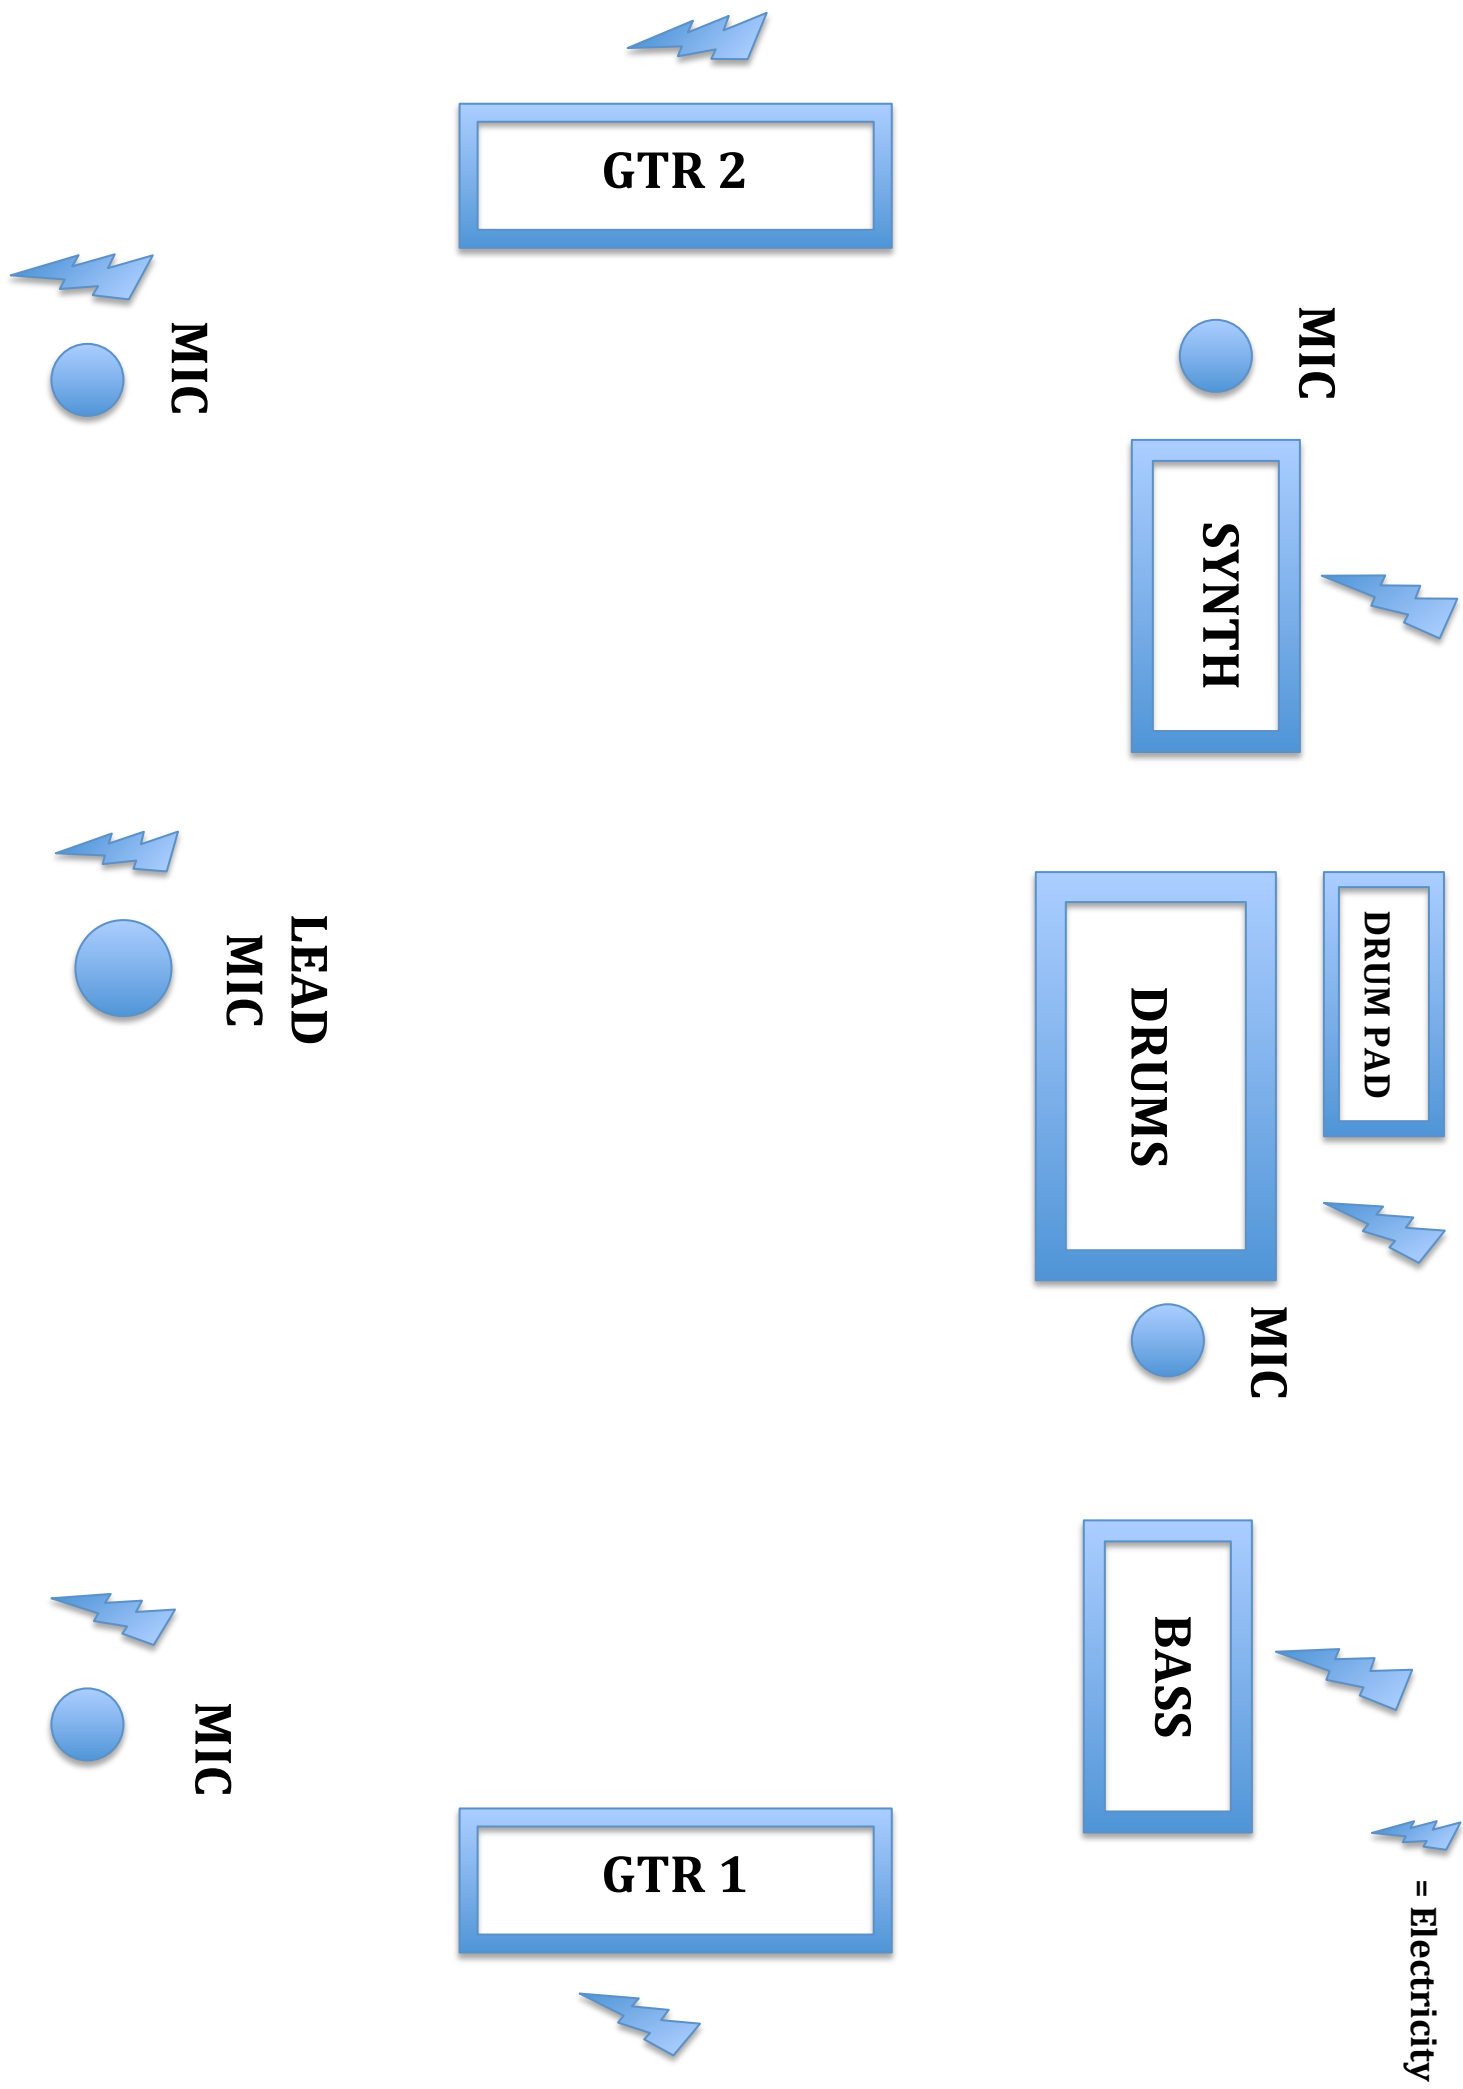 GTR 2
MIC
MIC
SYNTH
LEAD
MIC
DRUMS
DRUM PAD
MIC
BASS
MIC
GTR 1
= Electricity